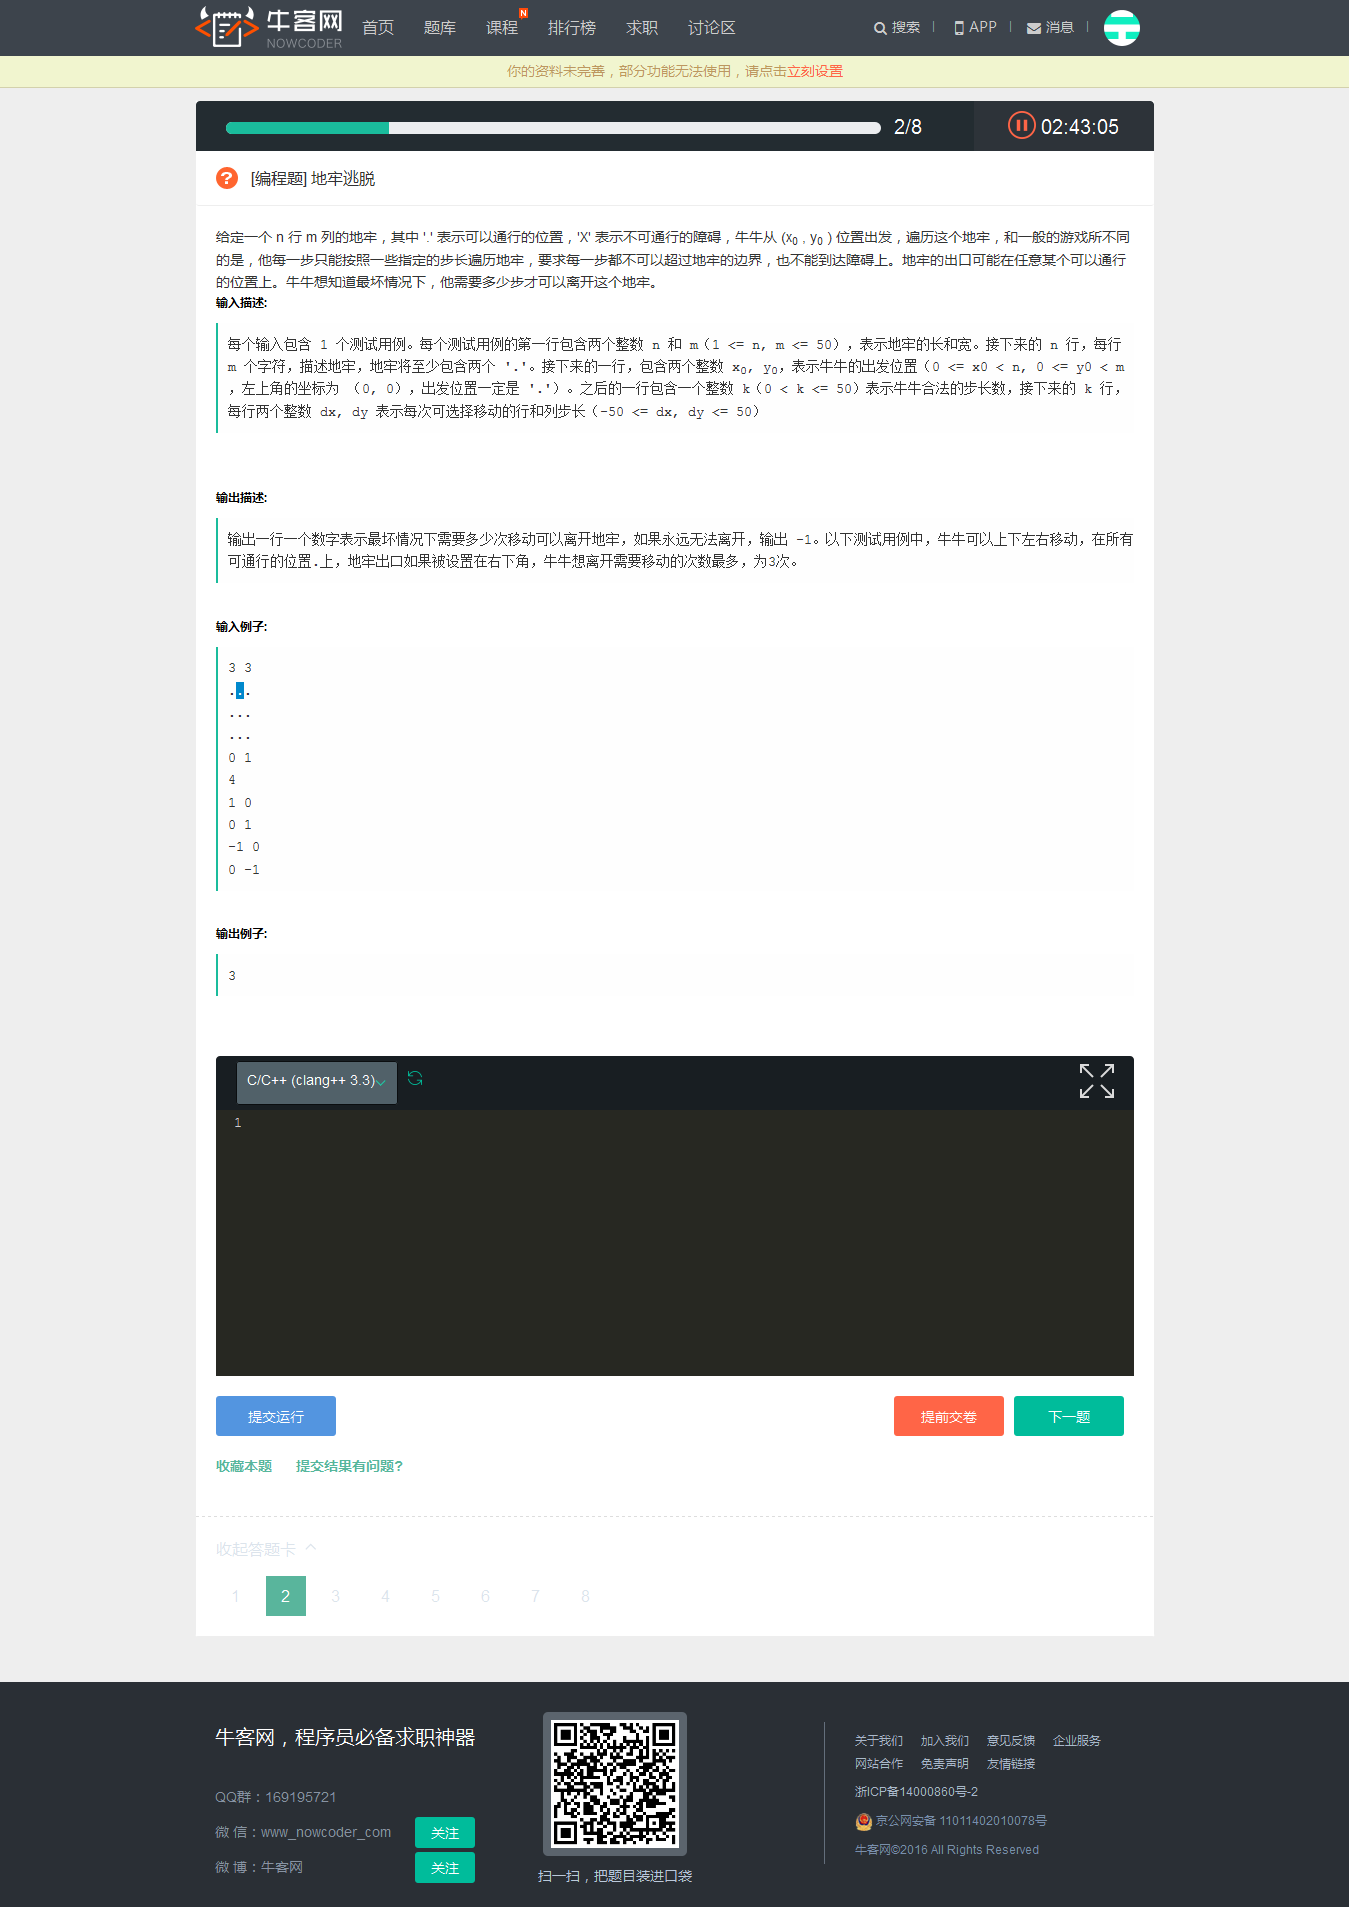 牛客网
NOWCODER
首页 题库 课程 N 排行榜 求职 讨论区 搜索 APP 消息
你的资料未完善，部分功能无法使用，请点击立刻设置
2/8 02:43:05
? [编程题] 地牢逃脱
给定一个 n 行 m 列的地牢，其中 '.' 表示可以通行的位置，'X' 表示不可通行的障碍，牛牛从 (x0 , y0 ) 位置出发，遍历这个地牢，和一般的游戏所不同
的是，他每一步只能按照一些指定的步长遍历地牢，要求每一步都不可以超过地牢的边界，也不能到达障碍上。地牢的出口可能在任意某个可以通行
的位置上。牛牛想知道最坏情况下，他需要多少步才可以离开这个地牢。
输入描述:
每个输入包含 1 个测试用例。每个测试用例的第一行包含两个整数 n 和 m（1 <= n, m <= 50），表示地牢的长和宽。接下来的 n 行，每行
m 个字符，描述地牢，地牢将至少包含两个 '.'。接下来的一行，包含两个整数 x0, y0，表示牛牛的出发位置（0 <= x0 < n, 0 <= y0 < m
，左上角的坐标为 （0, 0），出发位置一定是 '.'）。之后的一行包含一个整数 k（0 < k <= 50）表示牛牛合法的步长数，接下来的 k 行，
每行两个整数 dx, dy 表示每次可选择移动的行和列步长（-50 <= dx, dy <= 50）
输出描述:
输出一行一个数字表示最坏情况下需要多少次移动可以离开地牢，如果永远无法离开，输出 -1。以下测试用例中，牛牛可以上下左右移动，在所有
可通行的位置.上，地牢出口如果被设置在右下角，牛牛想离开需要移动的次数最多，为3次。
输入例子:
3 3
...
...
...
0 1
4
1 0
0 1
-1 0
0 -1
输出例子:
3
C/C++ (clang++ 3.3)
1
提交运行 提前交卷 下一题
收藏本题 提交结果有问题?
收起答题卡
1 2 3 4 5 6 7 8
牛客网，程序员必备求职神器
QQ群：169195721
微 信：www_nowcoder_com 关注
微 博：牛客网 关注
扫一扫，把题目装进口袋
关于我们 加入我们 意见反馈 企业服务
网站合作 免责声明 友情链接
浙ICP备14000860号-2
京公网安备 11011402010078号
牛客网©2016 All Rights Reserved